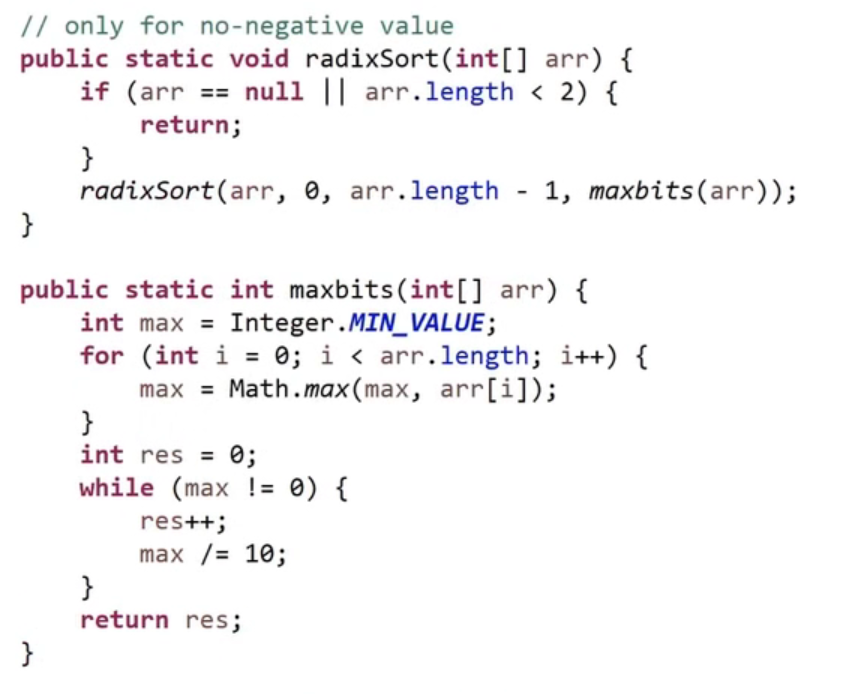 // only for no-negative value
public static void radixSort(int[] arr) {
    if (arr == null || arr.length < 2) {
        return;
    }
    radixSort(arr, 0, arr.length - 1, maxbits(arr));
}

public static int maxbits(int[] arr) {
    int max = Integer.MIN_VALUE;
    for (int i = 0; i < arr.length; i++) {
        max = Math.max(max, arr[i]);
    }
    int res = 0;
    while (max != 0) {
        res++;
        max /= 10;
    }
    return res;
}